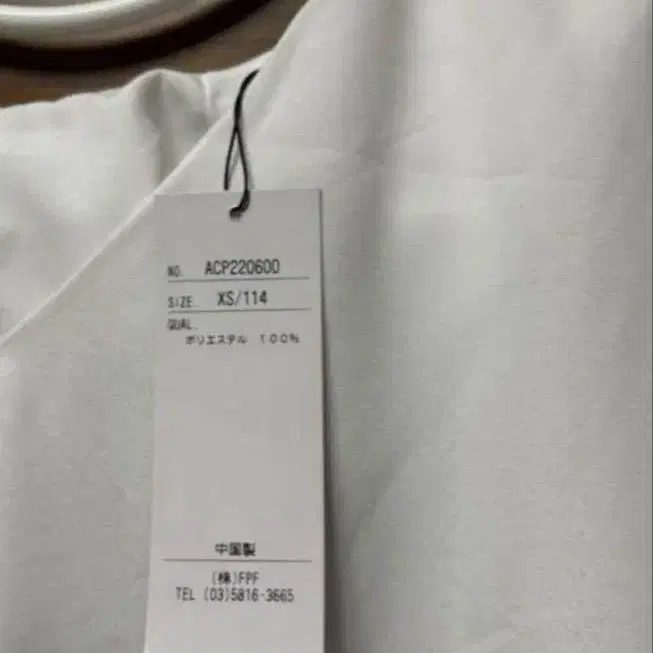 NO. ACP220600
SIZE. XS/114
QUAL.
ポリエステル 100%
中国製
(株)FPF
TEL (03)5816-3665